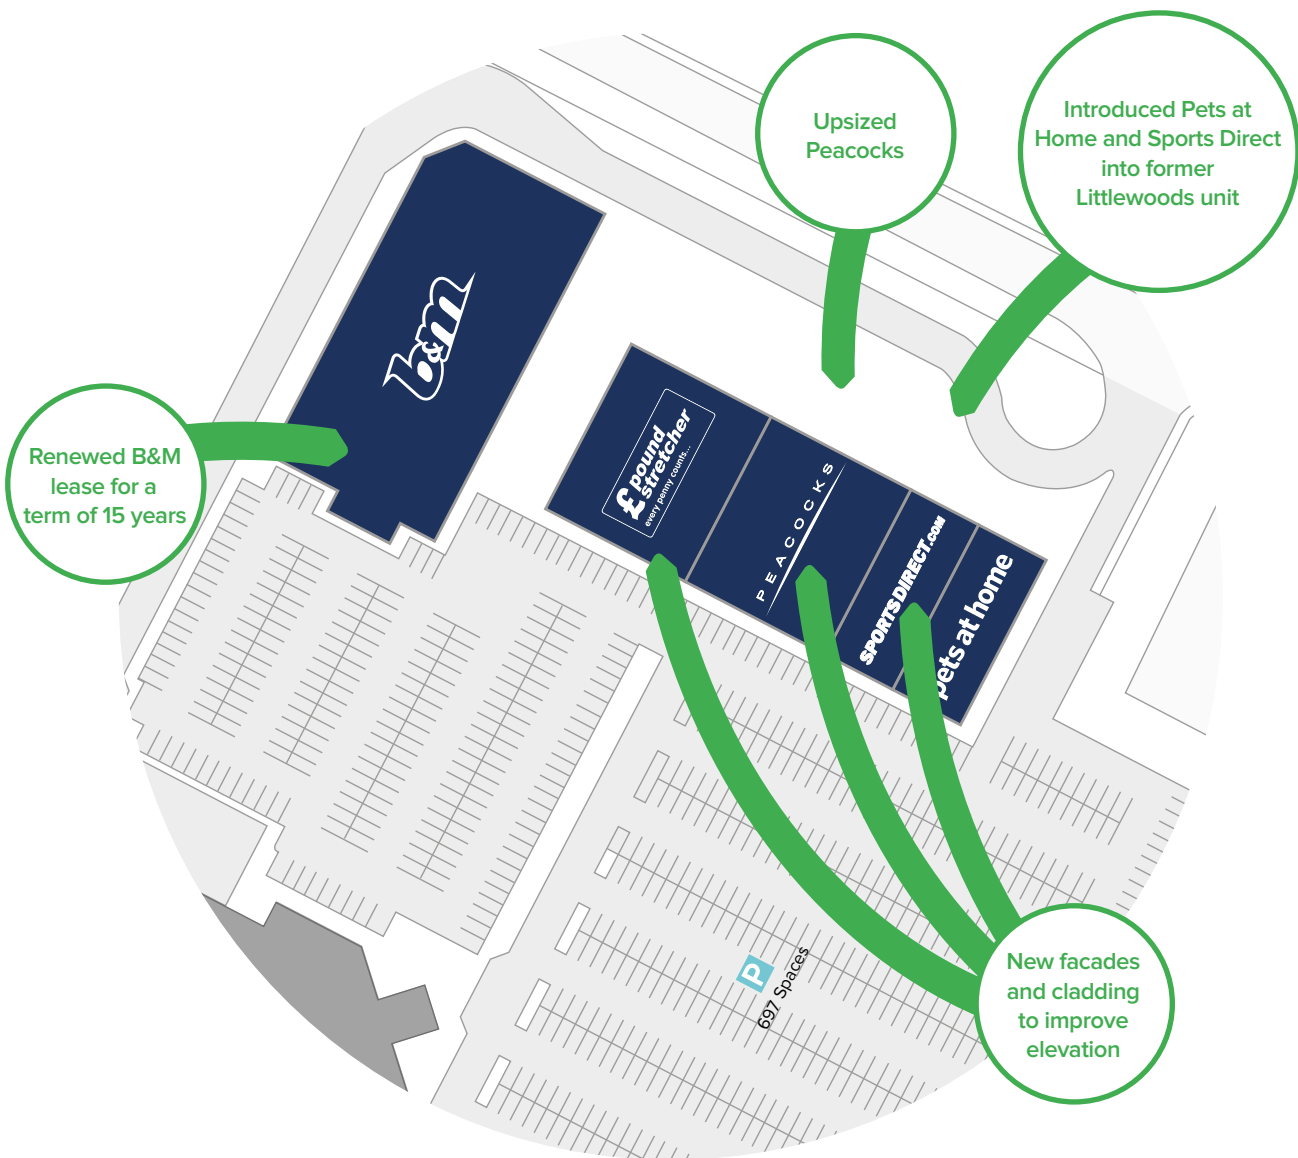 Upsized
Peacocks
Introduced Pets at
Home and Sports Direct
into former
Littlewoods unit
b&m
Renewed B&M
lease for a
term of 15 years
£ pound
stretcher
every penny counts...
PEACOCKS
SPORTSDIRECT.COM
pets at home
P
697 Spaces
New facades
and cladding
to improve
elevation